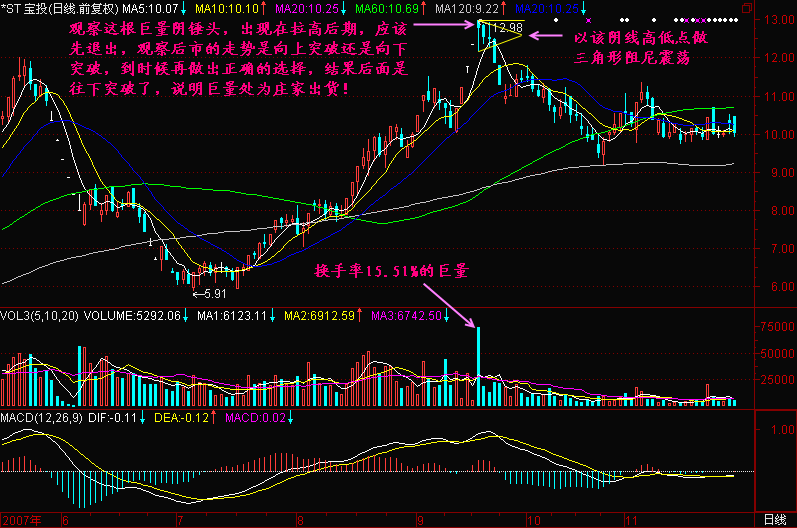 *ST宝投(日线.前复权) MA5:10.07↓ MA10:10.10↑ MA20:10.25↓ MA60:10.69↑ MA120:9.22↑ MA20:10.25↓
观察这根巨量阴锤头，出现在拉高后期，应该
先退出，观察后市的走势是向上突破还是向下
突破，到时候再做出正确的选择，结果后面是
往下突破了，说明巨量处为庄家出货！
12.98
以该阴线高低点做
三角形阻尼震荡
13.00
12.00
11.00
10.00
9.00
8.00
7.00
6.00
←5.91
换手率15.51%的巨量
VOL3(5,10,20) VOLUME:5292.06↓ MA1:6123.11↓ MA2:6912.59↑ MA3:6742.50↓
75000
50000
25000
MACD(12,26,9) DIF:-0.11↓ DEA:-0.12↑ MACD:0.02↓
1.00
2007年 6 7 8 9 10 11 日线